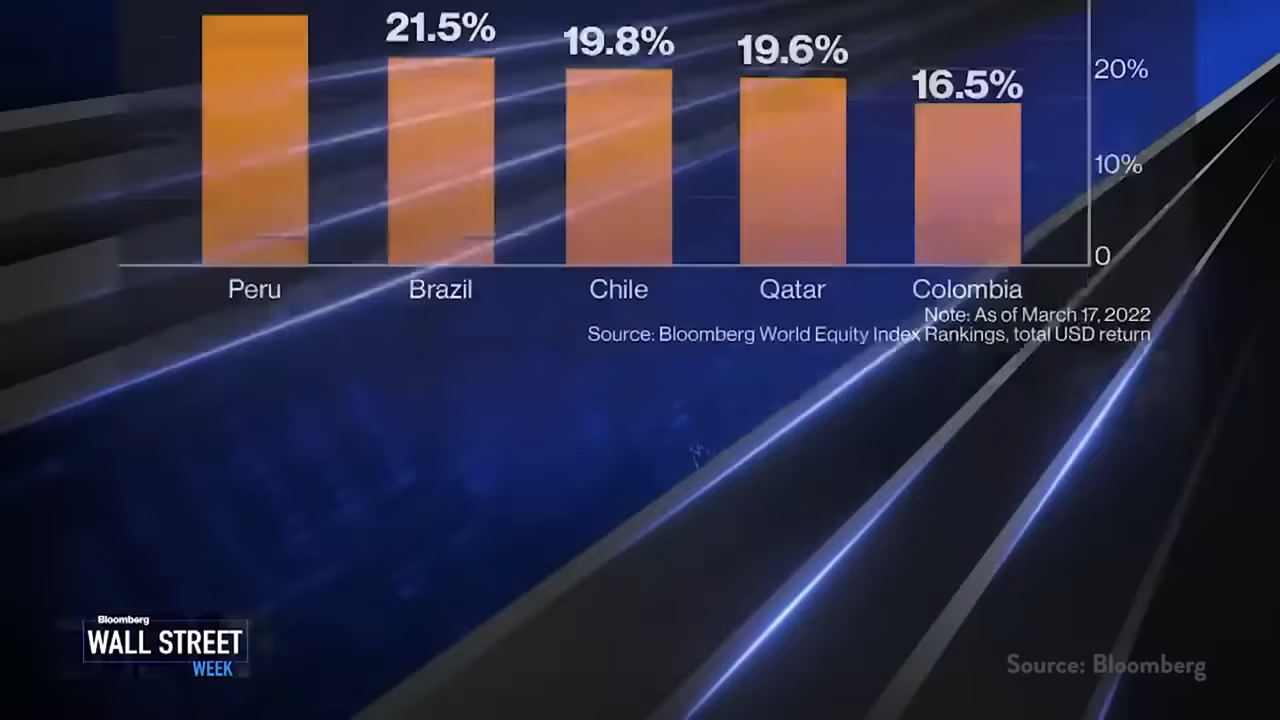 21.5%
19.8%
19.6%
16.5%
20%
10%
0
Peru
Brazil
Chile
Qatar
Colombia
Note: As of March 17, 2022
Source: Bloomberg World Equity Index Rankings, total USD return
Bloomberg
WALL STREET
WEEK
Source: Bloomberg